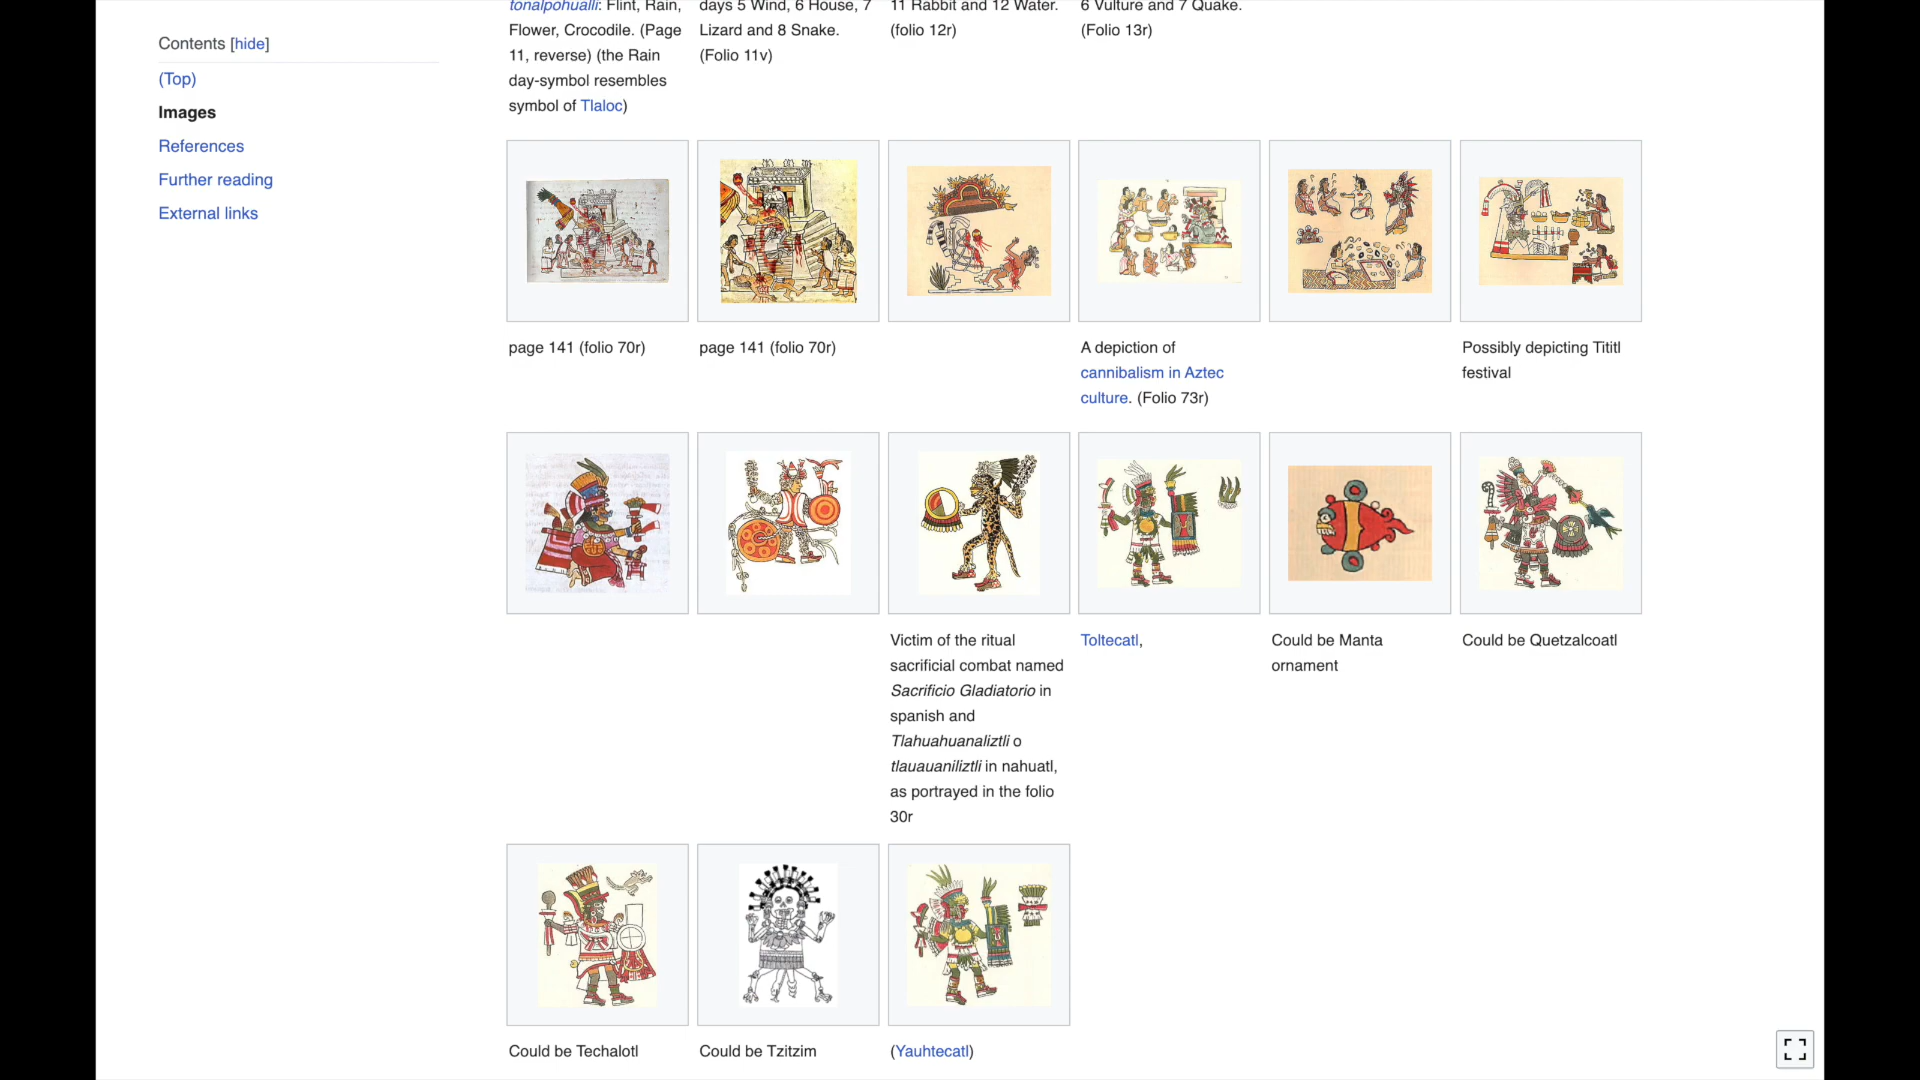 Contents [hide]
(Top)
Images
References
Further reading
External links
tonalpohualli: Flint, Rain,
Flower, Crocodile. (Page
11, reverse) (the Rain
day-symbol resembles
symbol of Tlaloc)
days 5 Wind, 6 House, 7
Lizard and 8 Snake.
(Folio 11v)
11 Rabbit and 12 Water.
(folio 12r)
6 Vulture and 7 Quake.
(Folio 13r)
page 141 (folio 70r)
page 141 (folio 70r)
A depiction of
cannibalism in Aztec
culture. (Folio 73r)
Possibly depicting Tititl
festival
Victim of the ritual
sacrificial combat named
Sacrificio Gladiatorio in
spanish and
Tlahuahuanaliztli o
tlauauaniliztli in nahuatl,
as portrayed in the folio
30r
Toltecatl,
Could be Manta
ornament
Could be Quetzalcoatl
Could be Techalotl
Could be Tzitzim
(Yauhtecatl)